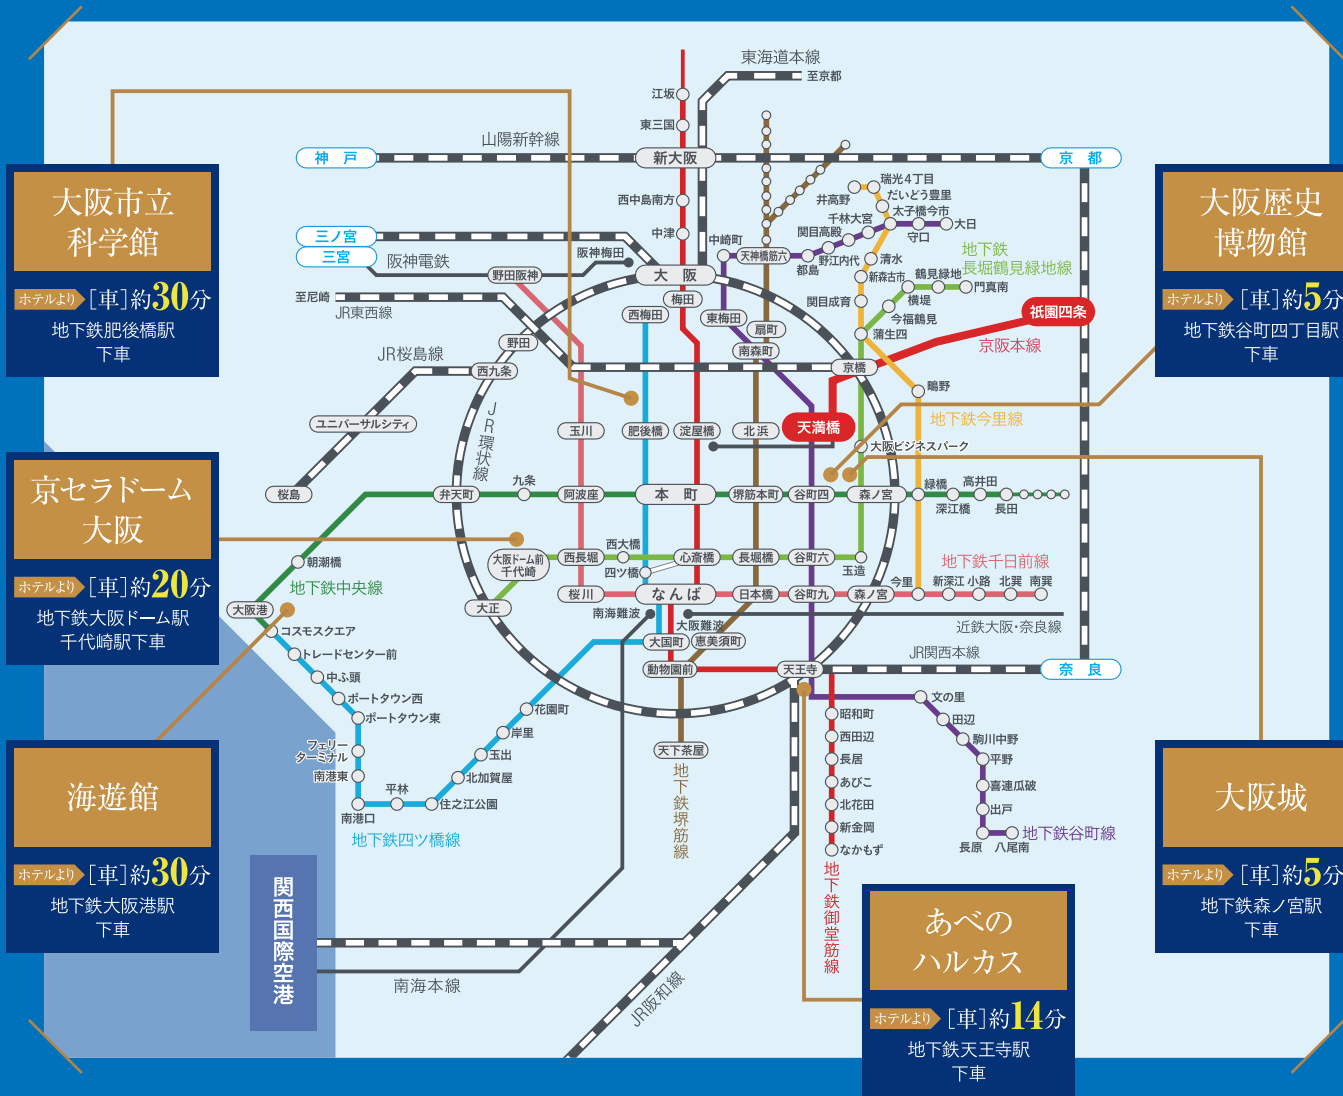 東海道本線
至京都
江坂
東三国
山陽新幹線
神 戸
新大阪
京 都
西中島南方
中津
瑞光4丁目
井高野
だいどう豊里
太子橋今市
千林大宮
関目高殿
大日
守口
野江内代
都島
清水
地下鉄
長堀鶴見緑地線
三ノ宮
三宮
阪神電鉄
阪神梅田
野田阪神
中崎町
天神橋筋六
大 阪
新森古市
鶴見緑地
門真南
横堤
関目成育
今福鶴見
蒲生四
至尼崎
JR東西線
梅田
西梅田
東梅田
扇町
南森町
祇園四条
京阪本線
JR桜島線
野田
西九条
京橋
鴫野
地下鉄今里線
ユニバーサルシティ
JR環状線
玉川
肥後橋
淀屋橋
北浜
天満橋
大阪ビジネスパーク
桜島
弁天町
九条
阿波座
本 町
堺筋本町
谷町四
森ノ宮
緑橋
高井田
深江橋
長田
朝潮橋
地下鉄中央線
大阪港
大阪ドーム前
千代崎
西長堀
西大橋
四ツ橋
心斎橋
長堀橋
谷町六
玉造
地下鉄千日前線
桜川
なんば
日本橋
谷町九
森ノ宮
今里
新深江
小路
北巽
南巽
大正
南海難波
大阪難波
近鉄大阪・奈良線
大国町
恵美須町
JR関西本線
動物園前
天王寺
奈 良
コスモスクエア
トレードセンター前
中ふ頭
ポートタウン西
ポートタウン東
フェリー
ターミナル
南港東
南港口
平林
住之江公園
北加賀屋
玉出
岸里
花園町
地下鉄四ツ橋線
天下茶屋
地下鉄堺筋線
昭和町
西田辺
長居
あびこ
北花田
新金岡
なかもず
地下鉄御堂筋線
文の里
田辺
駒川中野
平野
喜連瓜破
出戸
長原
八尾南
地下鉄谷町線
関西国際空港
南海本線
JR阪和線
大阪市立
科学館
ホテルより
[車]約30分
地下鉄肥後橋駅
下車
京セラドーム
大阪
ホテルより
[車]約20分
地下鉄大阪ドーム駅
千代崎駅下車
海遊館
ホテルより
[車]約30分
地下鉄大阪港駅
下車
大阪歴史
博物館
ホテルより
[車]約5分
地下鉄谷町四丁目駅
下車
大阪城
ホテルより
[車]約5分
地下鉄森ノ宮駅
下車
あべの
ハルカス
ホテルより
[車]約14分
地下鉄天王寺駅
下車